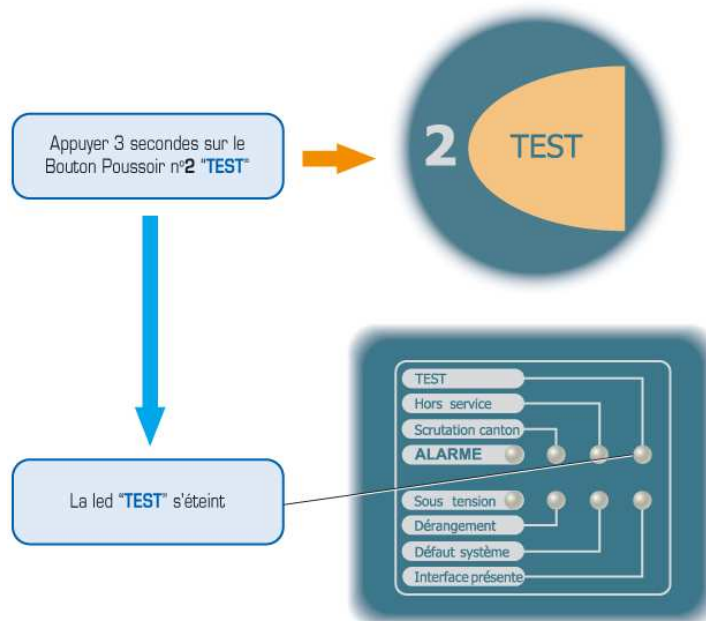 Appuyer 3 secondes sur le
Bouton Poussoir nº2 "TEST"
2 TEST
TEST
Hors service
Scrutation canton
ALARME
La led "TEST" s'éteint
Sous tension
Dérangement
Défaut système
Interface présente